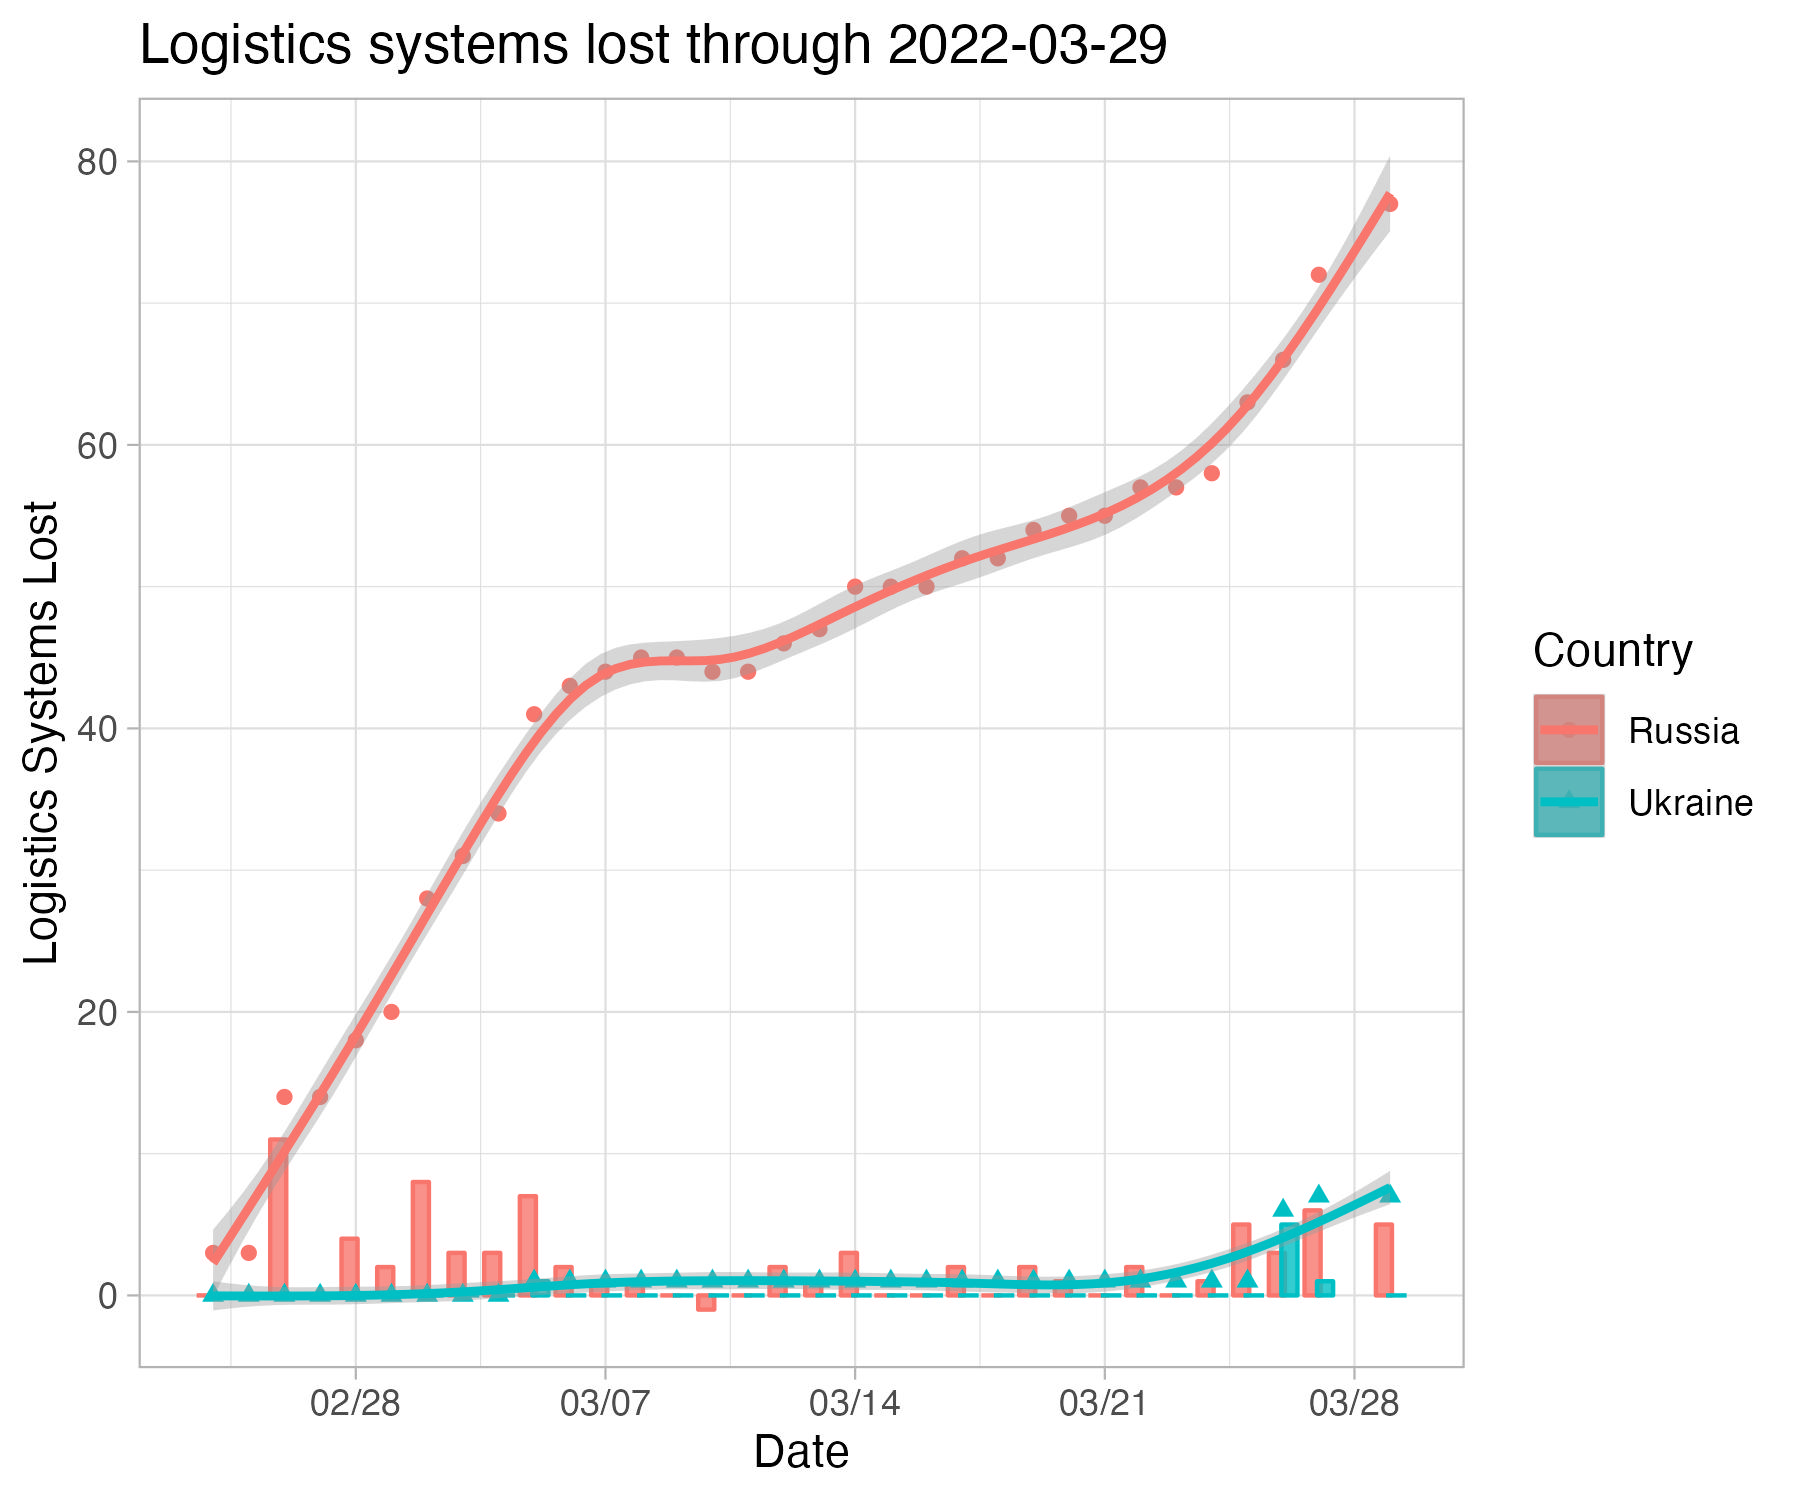 Logistics systems lost through 2022-03-29
Logistics Systems Lost
80
60
40
20
0
02/28
03/07
03/14
03/21
03/28
Date
Country
Russia
Ukraine